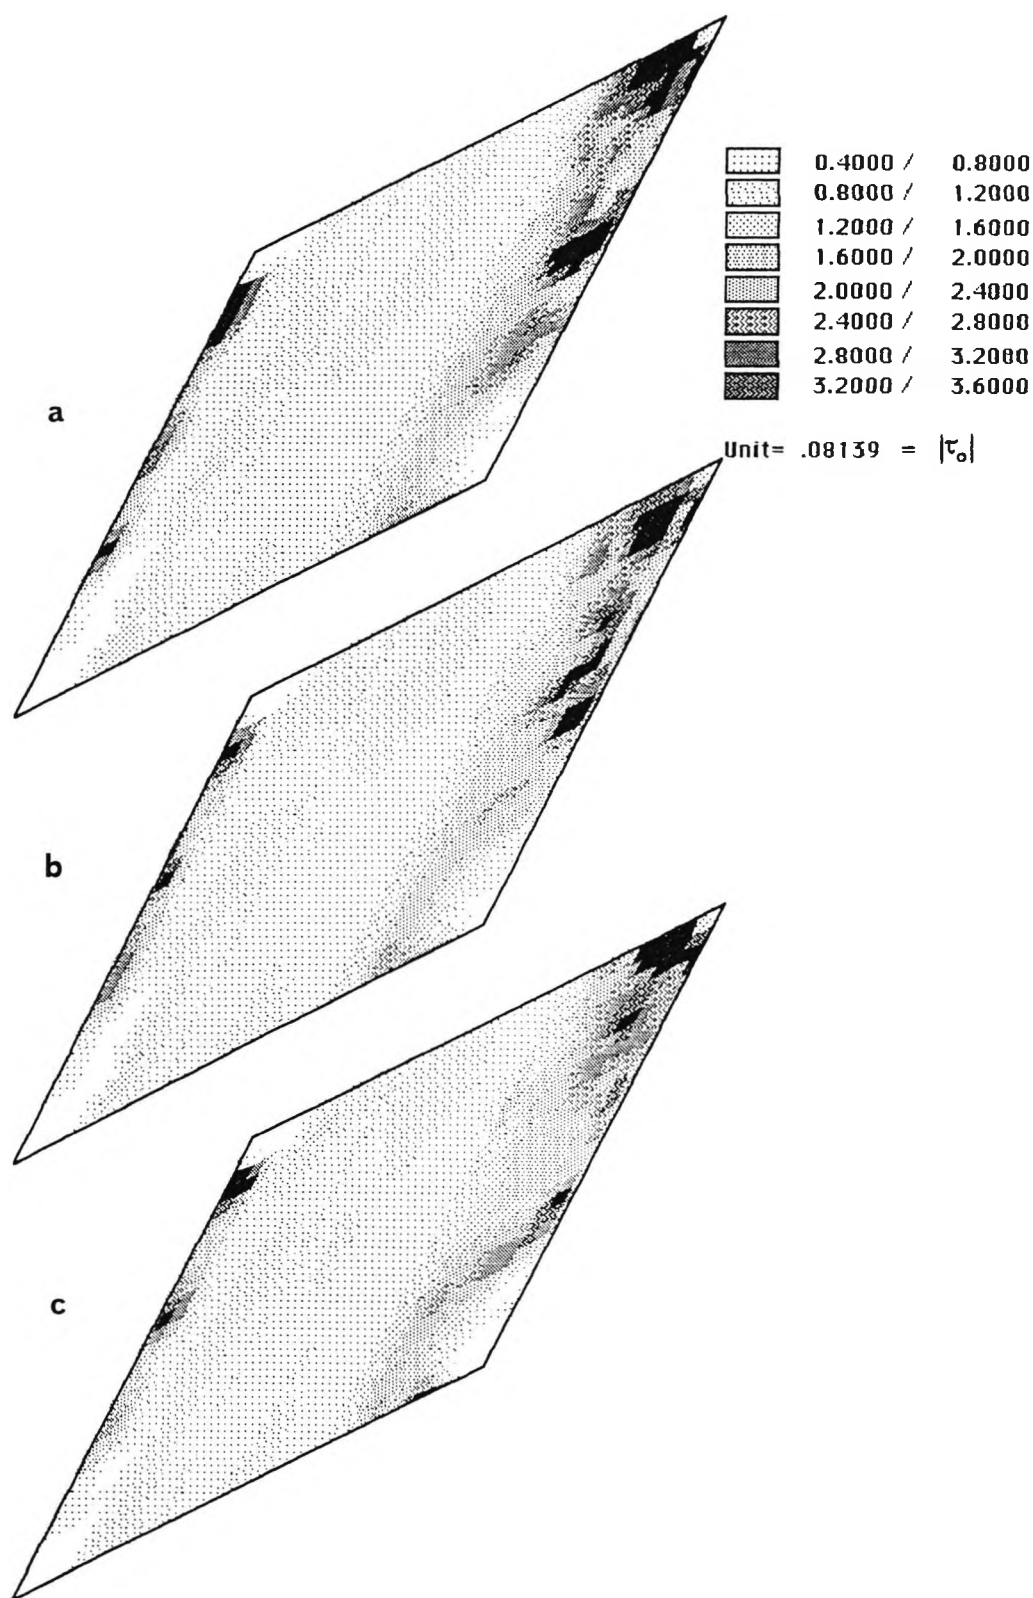 0.4000 / 0.8000
0.8000 / 1.2000
1.2000 / 1.6000
1.6000 / 2.0000
2.0000 / 2.4000
2.4000 / 2.8000
2.8000 / 3.2000
3.2000 / 3.6000
a
Unit= .08139 = |τₒ|
b
c